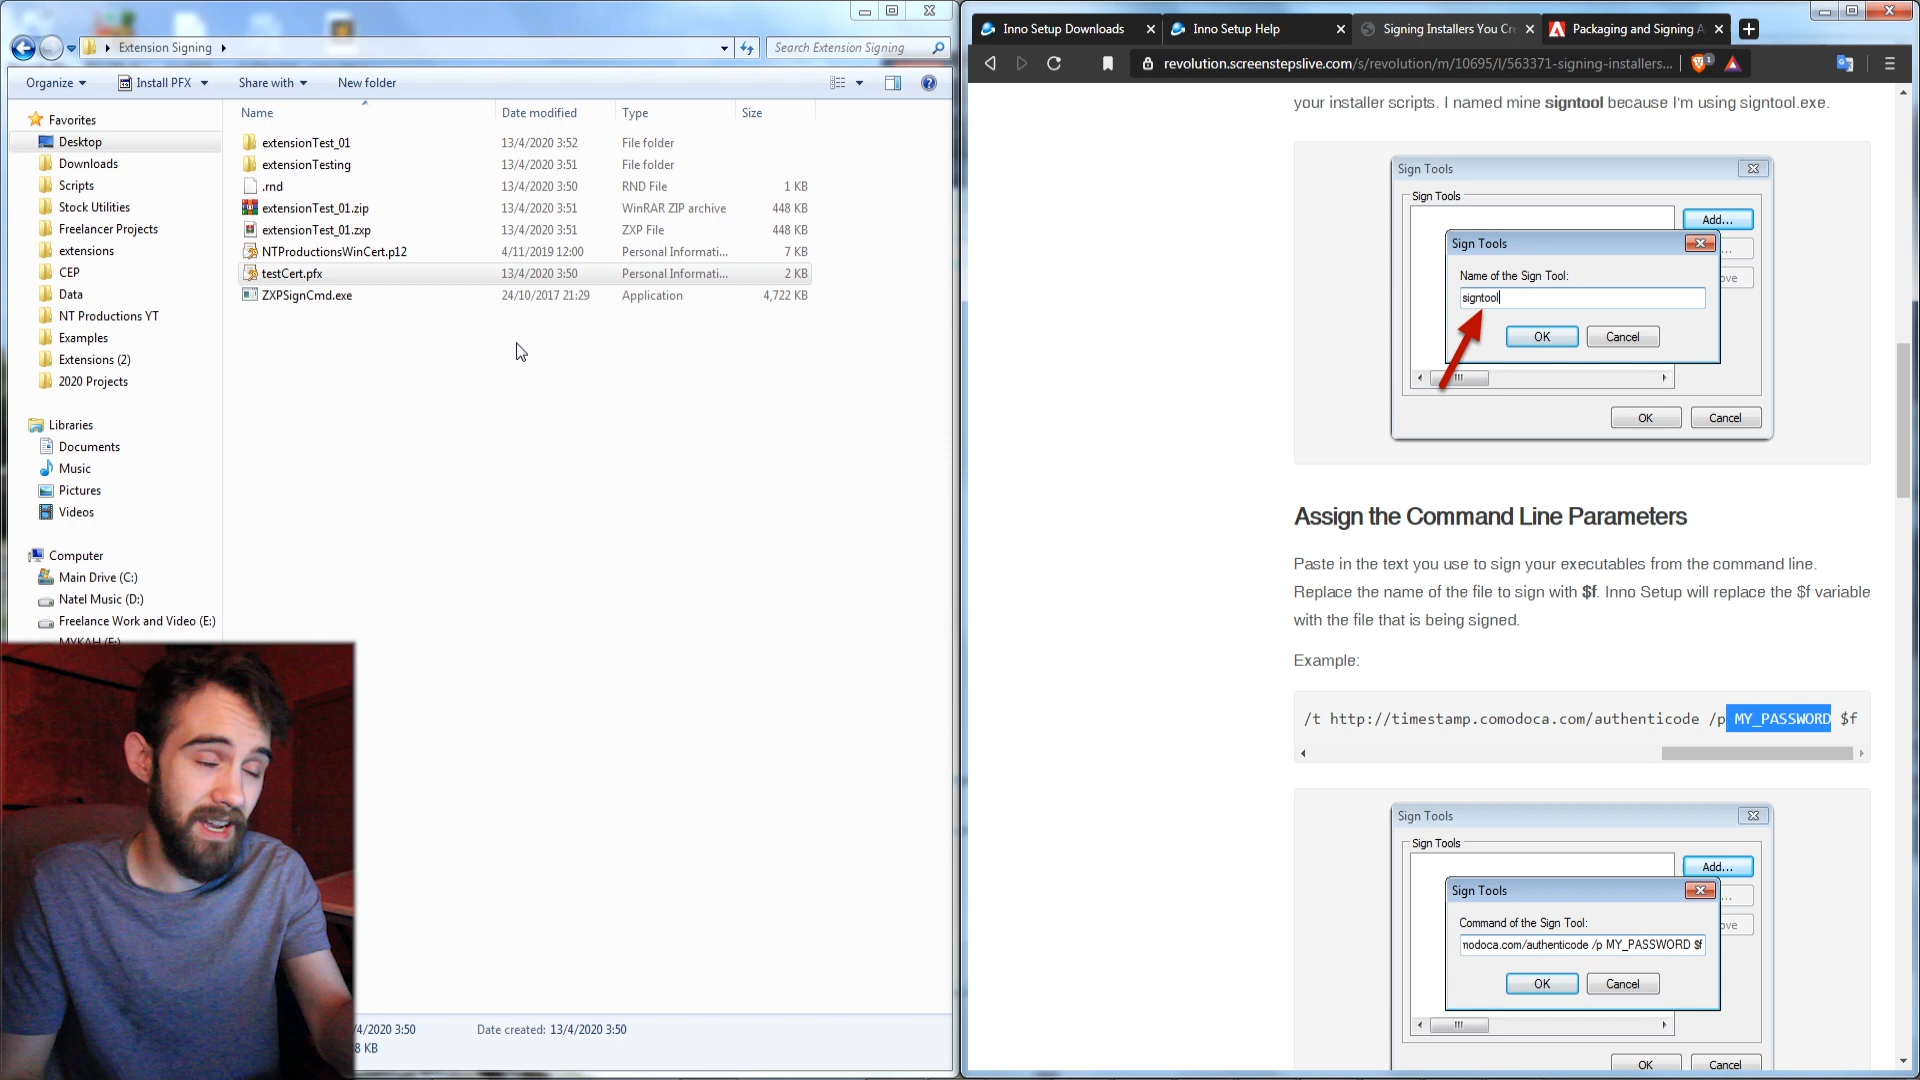 Extension Signing
Search Extension Signing
Organize
Install PFX
Share with
New folder
Name
Date modified
Type
Size
Favorites
Desktop
Downloads
Scripts
Stock Utilities
Freelancer Projects
extensions
CEP
Data
NT Productions YT
Examples
Extensions (2)
2020 Projects
Libraries
Documents
Music
Pictures
Videos
Computer
Main Drive (C:)
Natel Music (D:)
Freelance Work and Video (E:)
extensionTest_01 13/4/2020 3:52 File folder
extensionTesting 13/4/2020 3:51 File folder
.rnd 13/4/2020 3:50 RND File 1 KB
extensionTest_01.zip 13/4/2020 3:51 WinRAR ZIP archive 448 KB
extensionTest_01.zxp 13/4/2020 3:51 ZXP File 448 KB
NTProductionsWinCert.p12 4/11/2019 12:00 Personal Informati... 7 KB
testCert.pfx 13/4/2020 3:50 Personal Informati... 2 KB
ZXPSignCmd.exe 24/10/2017 21:29 Application 4,722 KB
/4/2020 3:50 Date created: 13/4/2020 3:50
8 KB
Inno Setup Downloads
Inno Setup Help
Signing Installers You Cr
Packaging and Signing A
revolution.screenstepslive.com/s/revolution/m/10695/l/563371-signing-installers...
your installer scripts. I named mine signtool because I'm using signtool.exe.
Sign Tools
Sign Tools
Add...
Sign Tools
Name of the Sign Tool:
signtool
OK Cancel
OK Cancel
Assign the Command Line Parameters
Paste in the text you use to sign your executables from the command line.
Replace the name of the file to sign with $f. Inno Setup will replace the $f variable
with the file that is being signed.
Example:
/t http://timestamp.comodoca.com/authenticode /p MY_PASSWORD $f
Sign Tools
Sign Tools
Add...
Sign Tools
Command of the Sign Tool:
nodoca.com/authenticode /p MY_PASSWORD $f
OK Cancel
OK Cancel